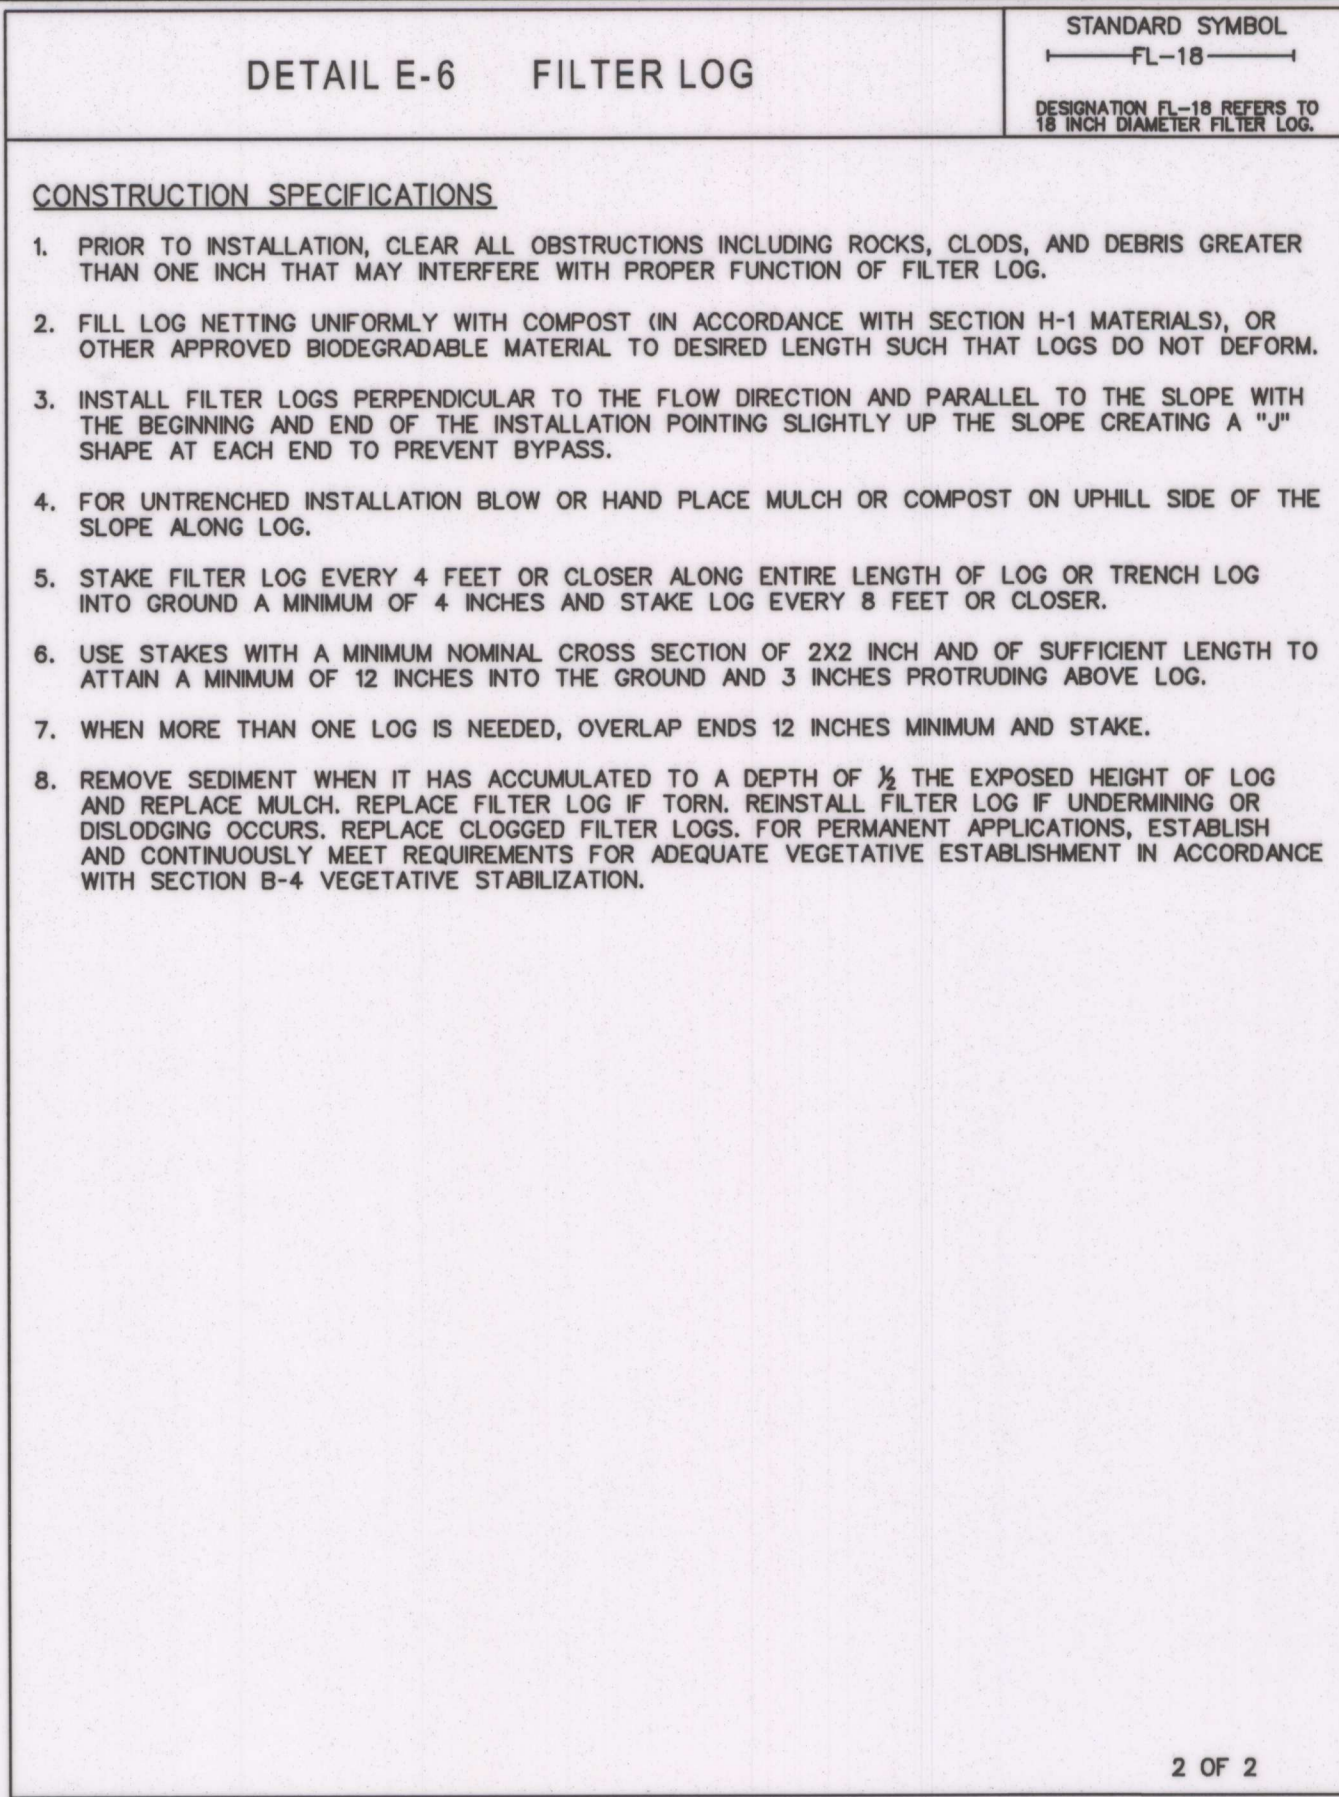 DETAIL E-6 FILTER LOG
STANDARD SYMBOL
FL-18
DESIGNATION FL-18 REFERS TO
18 INCH DIAMETER FILTER LOG.
CONSTRUCTION SPECIFICATIONS
1. PRIOR TO INSTALLATION, CLEAR ALL OBSTRUCTIONS INCLUDING ROCKS, CLODS, AND DEBRIS GREATER
THAN ONE INCH THAT MAY INTERFERE WITH PROPER FUNCTION OF FILTER LOG.
2. FILL LOG NETTING UNIFORMLY WITH COMPOST (IN ACCORDANCE WITH SECTION H-1 MATERIALS), OR
OTHER APPROVED BIODEGRADABLE MATERIAL TO DESIRED LENGTH SUCH THAT LOGS DO NOT DEFORM.
3. INSTALL FILTER LOGS PERPENDICULAR TO THE FLOW DIRECTION AND PARALLEL TO THE SLOPE WITH
THE BEGINNING AND END OF THE INSTALLATION POINTING SLIGHTLY UP THE SLOPE CREATING A "J"
SHAPE AT EACH END TO PREVENT BYPASS.
4. FOR UNTRENCHED INSTALLATION BLOW OR HAND PLACE MULCH OR COMPOST ON UPHILL SIDE OF THE
SLOPE ALONG LOG.
5. STAKE FILTER LOG EVERY 4 FEET OR CLOSER ALONG ENTIRE LENGTH OF LOG OR TRENCH LOG
INTO GROUND A MINIMUM OF 4 INCHES AND STAKE LOG EVERY 8 FEET OR CLOSER.
6. USE STAKES WITH A MINIMUM NOMINAL CROSS SECTION OF 2X2 INCH AND OF SUFFICIENT LENGTH TO
ATTAIN A MINIMUM OF 12 INCHES INTO THE GROUND AND 3 INCHES PROTRUDING ABOVE LOG.
7. WHEN MORE THAN ONE LOG IS NEEDED, OVERLAP ENDS 12 INCHES MINIMUM AND STAKE.
8. REMOVE SEDIMENT WHEN IT HAS ACCUMULATED TO A DEPTH OF ½ THE EXPOSED HEIGHT OF LOG
AND REPLACE MULCH. REPLACE FILTER LOG IF TORN. REINSTALL FILTER LOG IF UNDERMINING OR
DISLODGING OCCURS. REPLACE CLOGGED FILTER LOGS. FOR PERMANENT APPLICATIONS, ESTABLISH
AND CONTINUOUSLY MEET REQUIREMENTS FOR ADEQUATE VEGETATIVE ESTABLISHMENT IN ACCORDANCE
WITH SECTION B-4 VEGETATIVE STABILIZATION.
2 OF 2